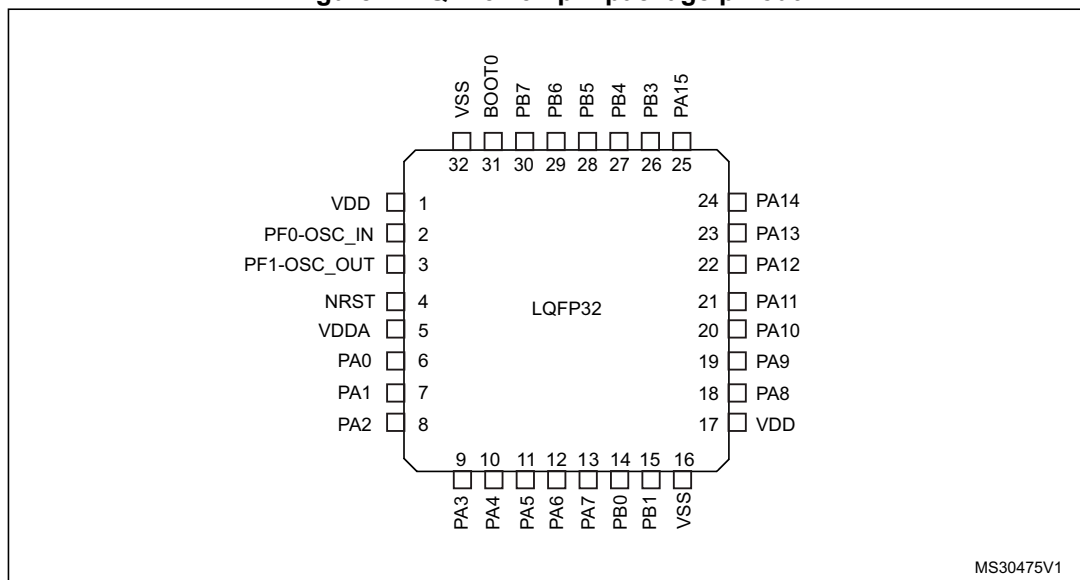 VSS
BOOT0
PB7
PB6
PB5
PB4
PB3
PA15
32 31 30 29 28 27 26 25
VDD 1
PF0-OSC_IN 2
PF1-OSC_OUT 3
NRST 4
VDDA 5
PA0 6
PA1 7
PA2 8
LQFP32
24 PA14
23 PA13
22 PA12
21 PA11
20 PA10
19 PA9
18 PA8
17 VDD
9 10 11 12 13 14 15 16
PA3
PA4
PA5
PA6
PA7
PB0
PB1
VSS
MS30475V1